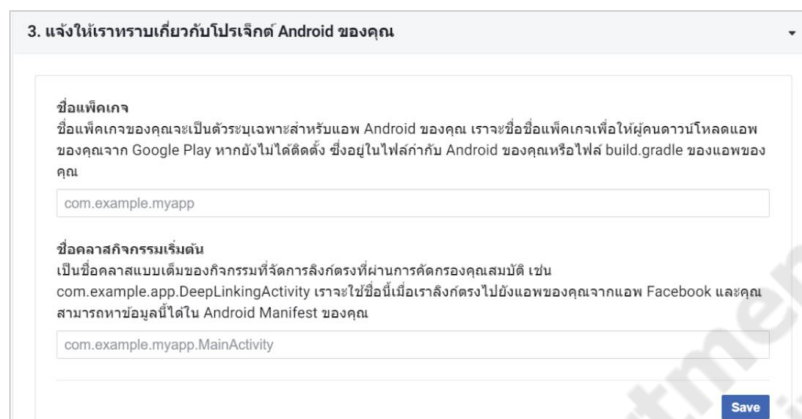 3. แจ้งให้เราทราบเกี่ยวกับโปรเจ็กต์ Android ของคุณ
ชื่อแพ็คเกจ
ชื่อแพ็คเกจของคุณจะเป็นตัวระบุเฉพาะสำหรับแอพ Android ของคุณ เราจะชื่อชื่อแพ็คเกจเพื่อให้ผู้คนดาวน์โหลดแอพ
ของคุณจาก Google Play หากยังไม่ได้ติดตั้ง ซึ่งอยู่ในไฟล์กำกับ Android ของคุณหรือไฟล์ build.gradle ของแอพของ
คุณ
com.example.myapp
ชื่อคลาสกิจกรรมเริ่มต้น
เป็นชื่อคลาสแบบเต็มของกิจกรรมที่จัดการลิงก์ตรงที่ผ่านการคัดกรองคุณสมบัติ เช่น
com.example.app.DeepLinkingActivity เราจะใช้ชื่อนี้เมื่อเราลิงก์ตรงไปยังแอพของคุณจากแอพ Facebook และคุณ
สามารถหาข้อมูลนี้ได้ใน Android Manifest ของคุณ
com.example.myapp.MainActivity
Save